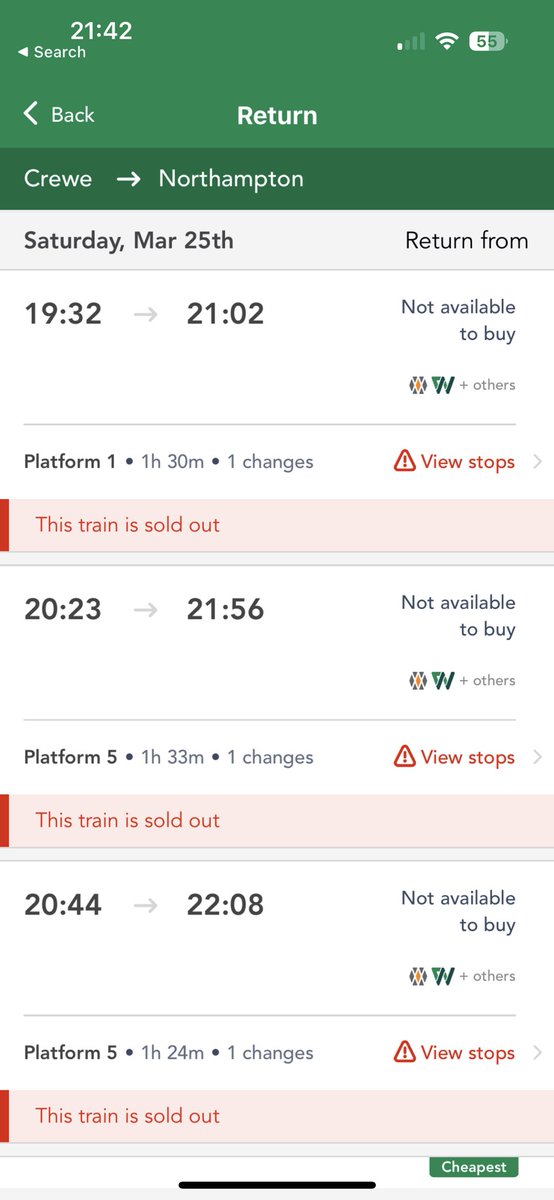 21:42
◀ Search
55
Back
Return
Crewe → Northampton
Saturday, Mar 25th
Return from
19:32 → 21:02
Not available
to buy
+ others
Platform 1 • 1h 30m • 1 changes
View stops
This train is sold out
20:23 → 21:56
Not available
to buy
+ others
Platform 5 • 1h 33m • 1 changes
View stops
This train is sold out
20:44 → 22:08
Not available
to buy
+ others
Platform 5 • 1h 24m • 1 changes
View stops
This train is sold out
Cheapest